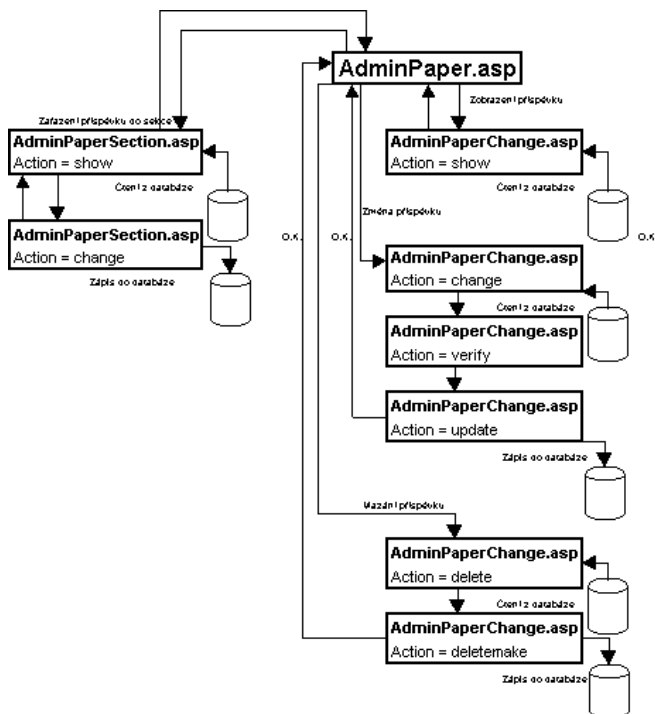 AdminPaper.asp
Zařazení příspěvku do sekce
Zobrazení příspěvku
AdminPaperSection.asp
Action = show
AdminPaperChange.asp
Action = show
Čtení z databáze
Čtení z databáze
Změna příspěvku
AdminPaperSection.asp
Action = change
O.K.
O.K.
O.K.
AdminPaperChange.asp
Action = change
Zápis do databáze
Čtení z databáze
AdminPaperChange.asp
Action = verify
AdminPaperChange.asp
Action = update
Zápis do databáze
Mazání příspěvku
AdminPaperChange.asp
Action = delete
Čtení z databáze
AdminPaperChange.asp
Action = deletemake
Zápis do databáze